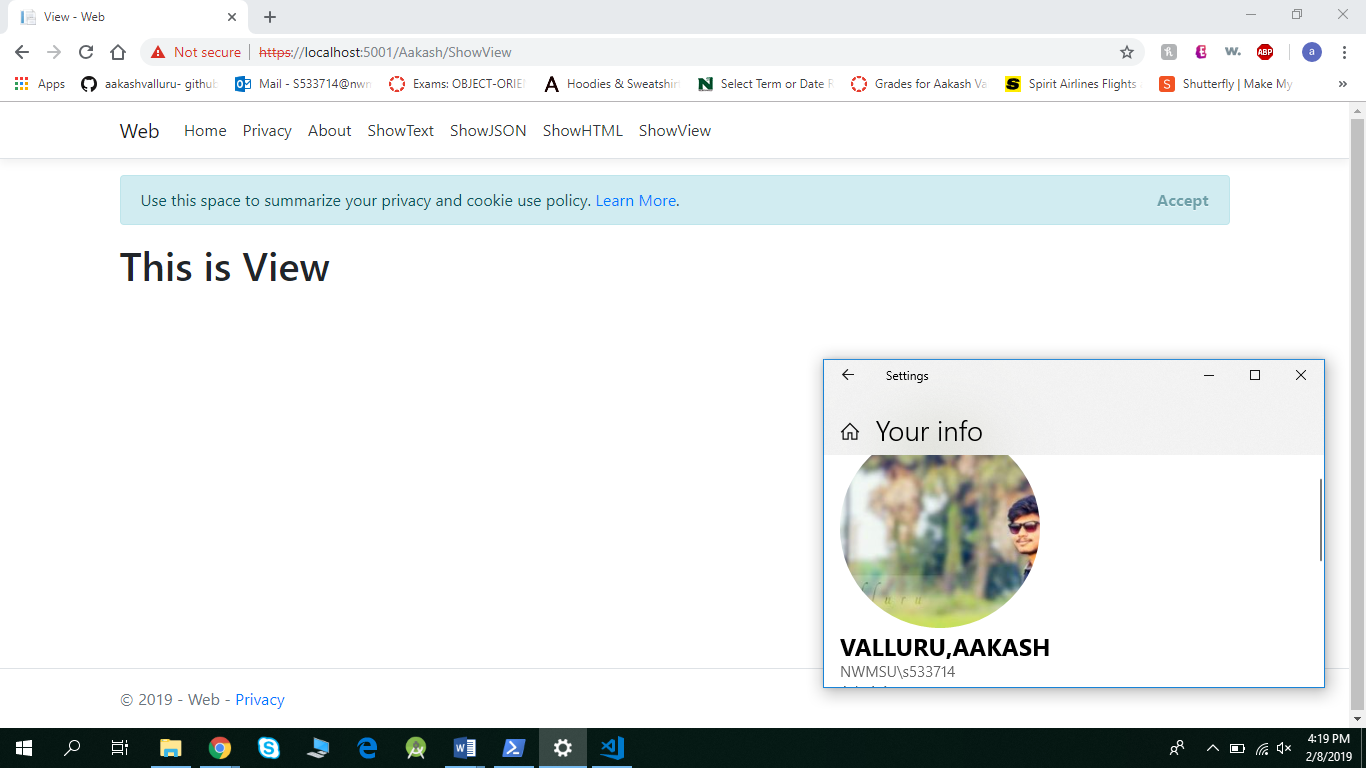 View - Web
Not secure | https://localhost:5001/Aakash/ShowView
Apps
aakashvalluru- github
Mail - S533714@nwn
Exams: OBJECT-ORIE
Hoodies & Sweatshirt
Select Term or Date R
Grades for Aakash Va
Spirit Airlines Flights
Shutterfly | Make My
Web Home Privacy About ShowText ShowJSON ShowHTML ShowView
Use this space to summarize your privacy and cookie use policy. Learn More. Accept
This is View
Settings
Your info
VALLURU,AAKASH
NWMSU\s533714
© 2019 - Web - Privacy
h
w.
ABP
a
4:19 PM
2/8/2019